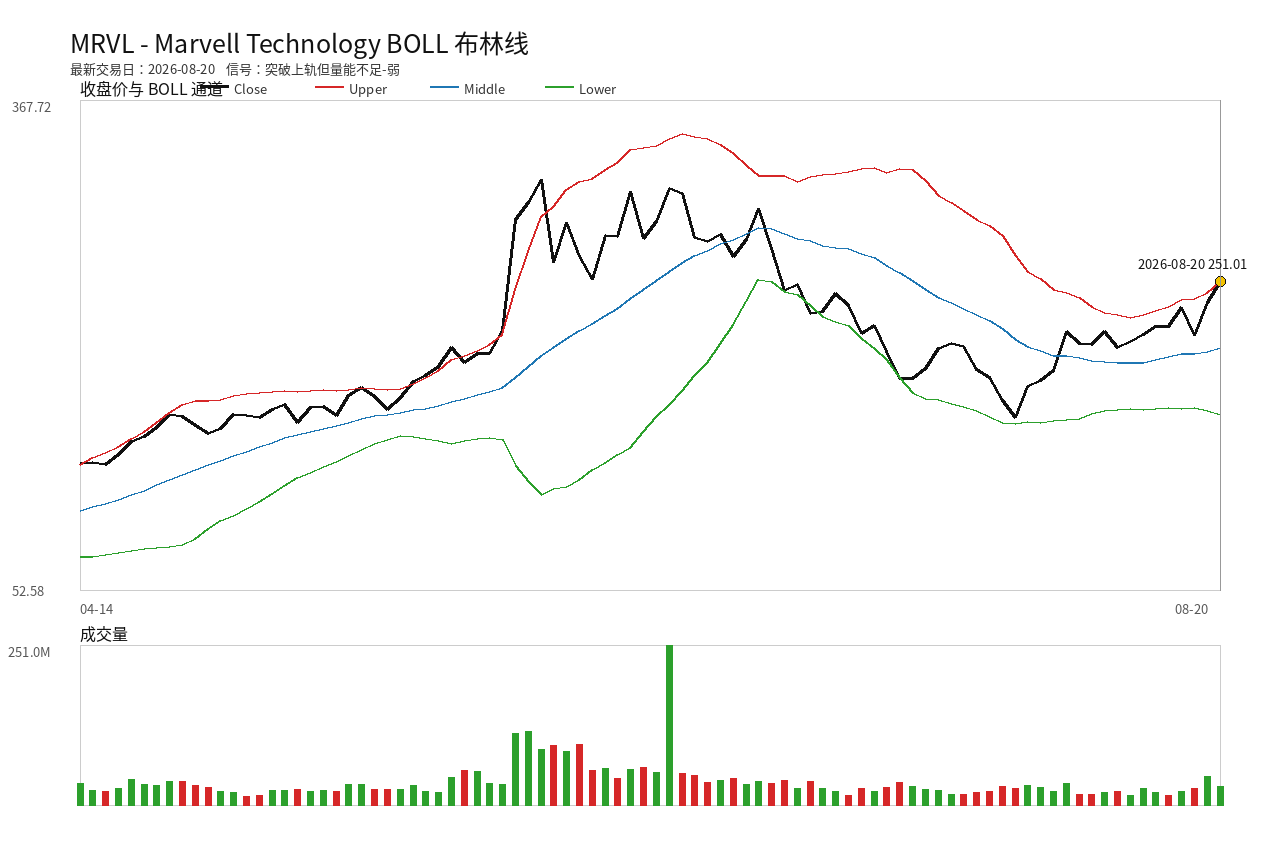 MRVL - Marvell Technology BOLL 布林线
最新交易日：2026-08-20 信号：突破上轨但量能不足-弱
收盘价与 BOLL 通道 Close Upper Middle Lower
367.72
2026-08-20 251.01
52.58
04-14 08-20
成交量
251.0M